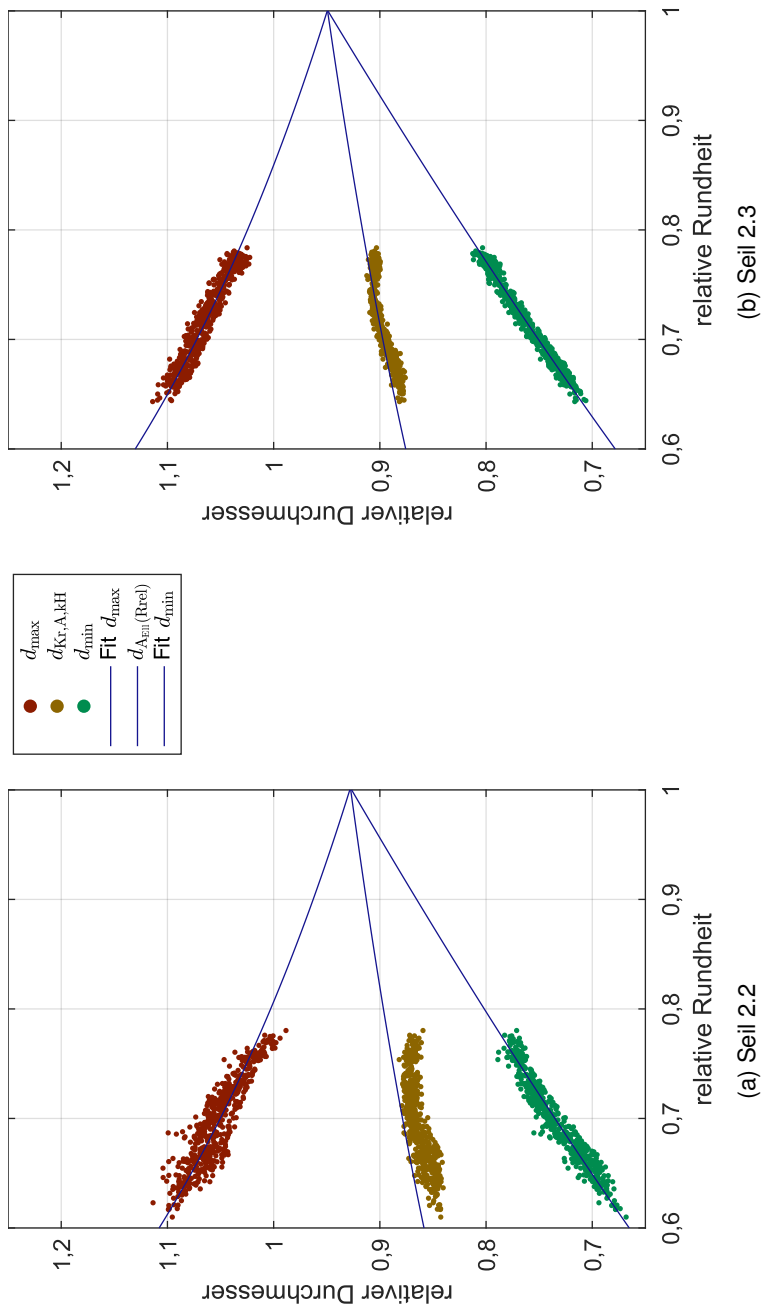 relativer Durchmesser
1,2
1,1
1
0,9
0,8
0,7
0,6
0,7
0,8
0,9
1
relative Rundheit
(a) Seil 2.2
d_max
d_Kr,A,kH
d_min
Fit d_max
d_A_Ell(Rrel)
Fit d_min
relativer Durchmesser
1,2
1,1
1
0,9
0,8
0,7
0,6
0,7
0,8
0,9
1
relative Rundheit
(b) Seil 2.3